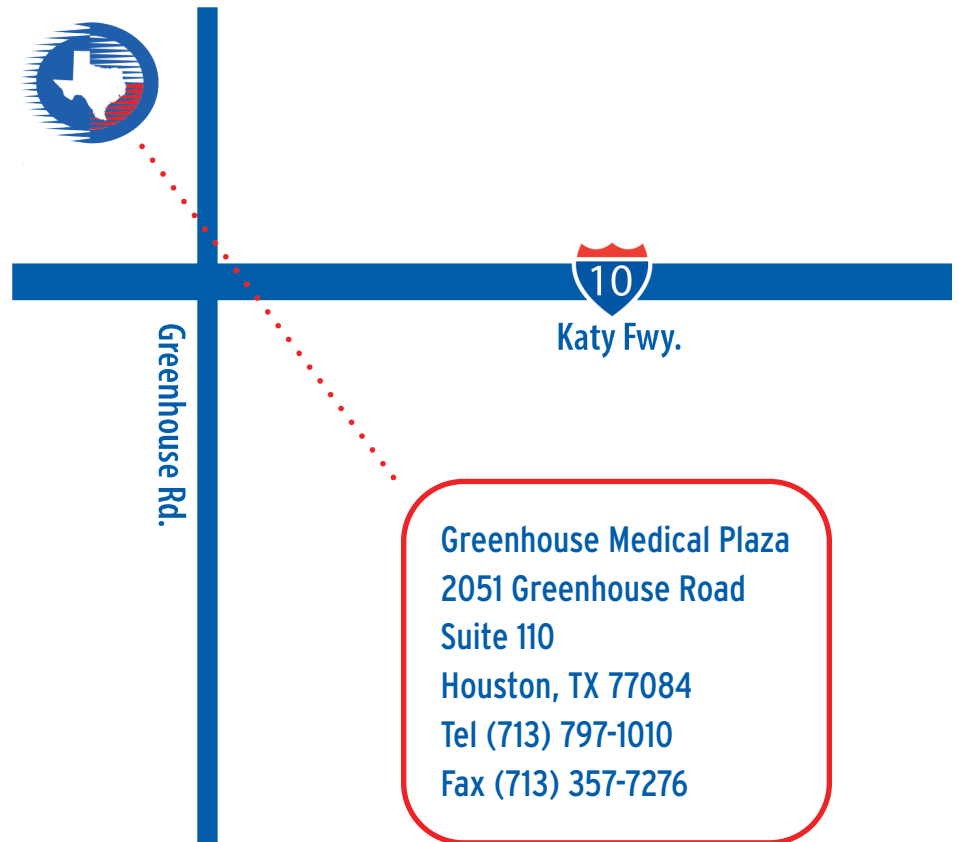 10
Katy Fwy.
Greenhouse Rd.
Greenhouse Medical Plaza
2051 Greenhouse Road
Suite 110
Houston, TX 77084
Tel (713) 797-1010
Fax (713) 357-7276